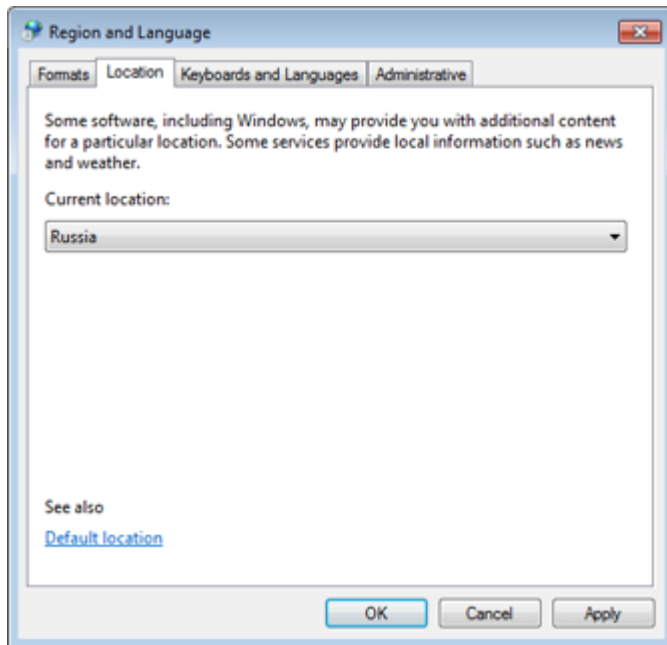 Region and Language
Formats Location Keyboards and Languages Administrative
Some software, including Windows, may provide you with additional content
for a particular location. Some services provide local information such as news
and weather.
Current location:
Russia
See also
Default location
OK Cancel Apply